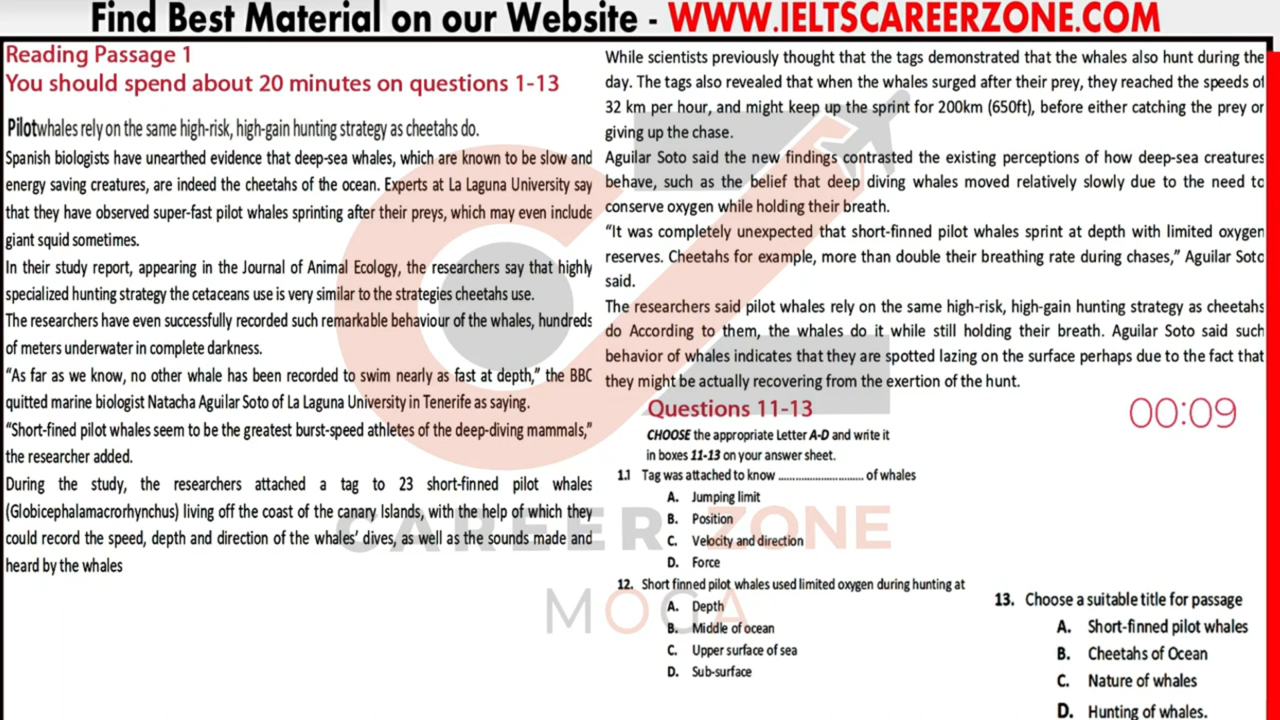 Find Best Material on our Website - WWW.IELTSCAREERZONE.COM
Reading Passage 1
You should spend about 20 minutes on questions 1-13
Pilotwhales rely on the same high-risk, high-gain hunting strategy as cheetahs do.
Spanish biologists have unearthed evidence that deep-sea whales, which are known to be slow and
energy saving creatures, are indeed the cheetahs of the ocean. Experts at La Laguna University say
that they have observed super-fast pilot whales sprinting after their preys, which may even include
giant squid sometimes.
In their study report, appearing in the Journal of Animal Ecology, the researchers say that highly
specialized hunting strategy the cetaceans use is very similar to the strategies cheetahs use.
The researchers have even successfully recorded such remarkable behaviour of the whales, hundreds
of meters underwater in complete darkness.
“As far as we know, no other whale has been recorded to swim nearly as fast at depth,” the BBC
quitted marine biologist Natacha Aguilar Soto of La Laguna University in Tenerife as saying.
“Short-fined pilot whales seem to be the greatest burst-speed athletes of the deep-diving mammals,”
the researcher added.
During the study, the researchers attached a tag to 23 short-finned pilot whales
(Globicephalamacrorhynchus) living off the coast of the canary Islands, with the help of which they
could record the speed, depth and direction of the whales’ dives, as well as the sounds made and
heard by the whales
While scientists previously thought that the tags demonstrated that the whales also hunt during the
day. The tags also revealed that when the whales surged after their prey, they reached the speeds of
32 km per hour, and might keep up the sprint for 200km (650ft), before either catching the prey or
giving up the chase.
Aguilar Soto said the new findings contrasted the existing perceptions of how deep-sea creatures
behave, such as the belief that deep diving whales moved relatively slowly due to the need to
conserve oxygen while holding their breath.
“It was completely unexpected that short-finned pilot whales sprint at depth with limited oxygen
reserves. Cheetahs for example, more than double their breathing rate during chases,” Aguilar Soto
said.
The researchers said pilot whales rely on the same high-risk, high-gain hunting strategy as cheetahs
do According to them, the whales do it while still holding their breath. Aguilar Soto said such
behavior of whales indicates that they are spotted lazing on the surface perhaps due to the fact that
they might be actually recovering from the exertion of the hunt.
Questions 11-13
00:09
CHOOSE the appropriate Letter A-D and write it
in boxes 11-13 on your answer sheet.
1.1 Tag was attached to know .............................. of whales
A. Jumping limit
B. Position
C. Velocity and direction
D. Force
12. Short finned pilot whales used limited oxygen during hunting at
A. Depth
B. Middle of ocean
C. Upper surface of sea
D. Sub-surface
13. Choose a suitable title for passage
A. Short-finned pilot whales
B. Cheetahs of Ocean
C. Nature of whales
D. Hunting of whales.
CAREER ZONE
MOGA